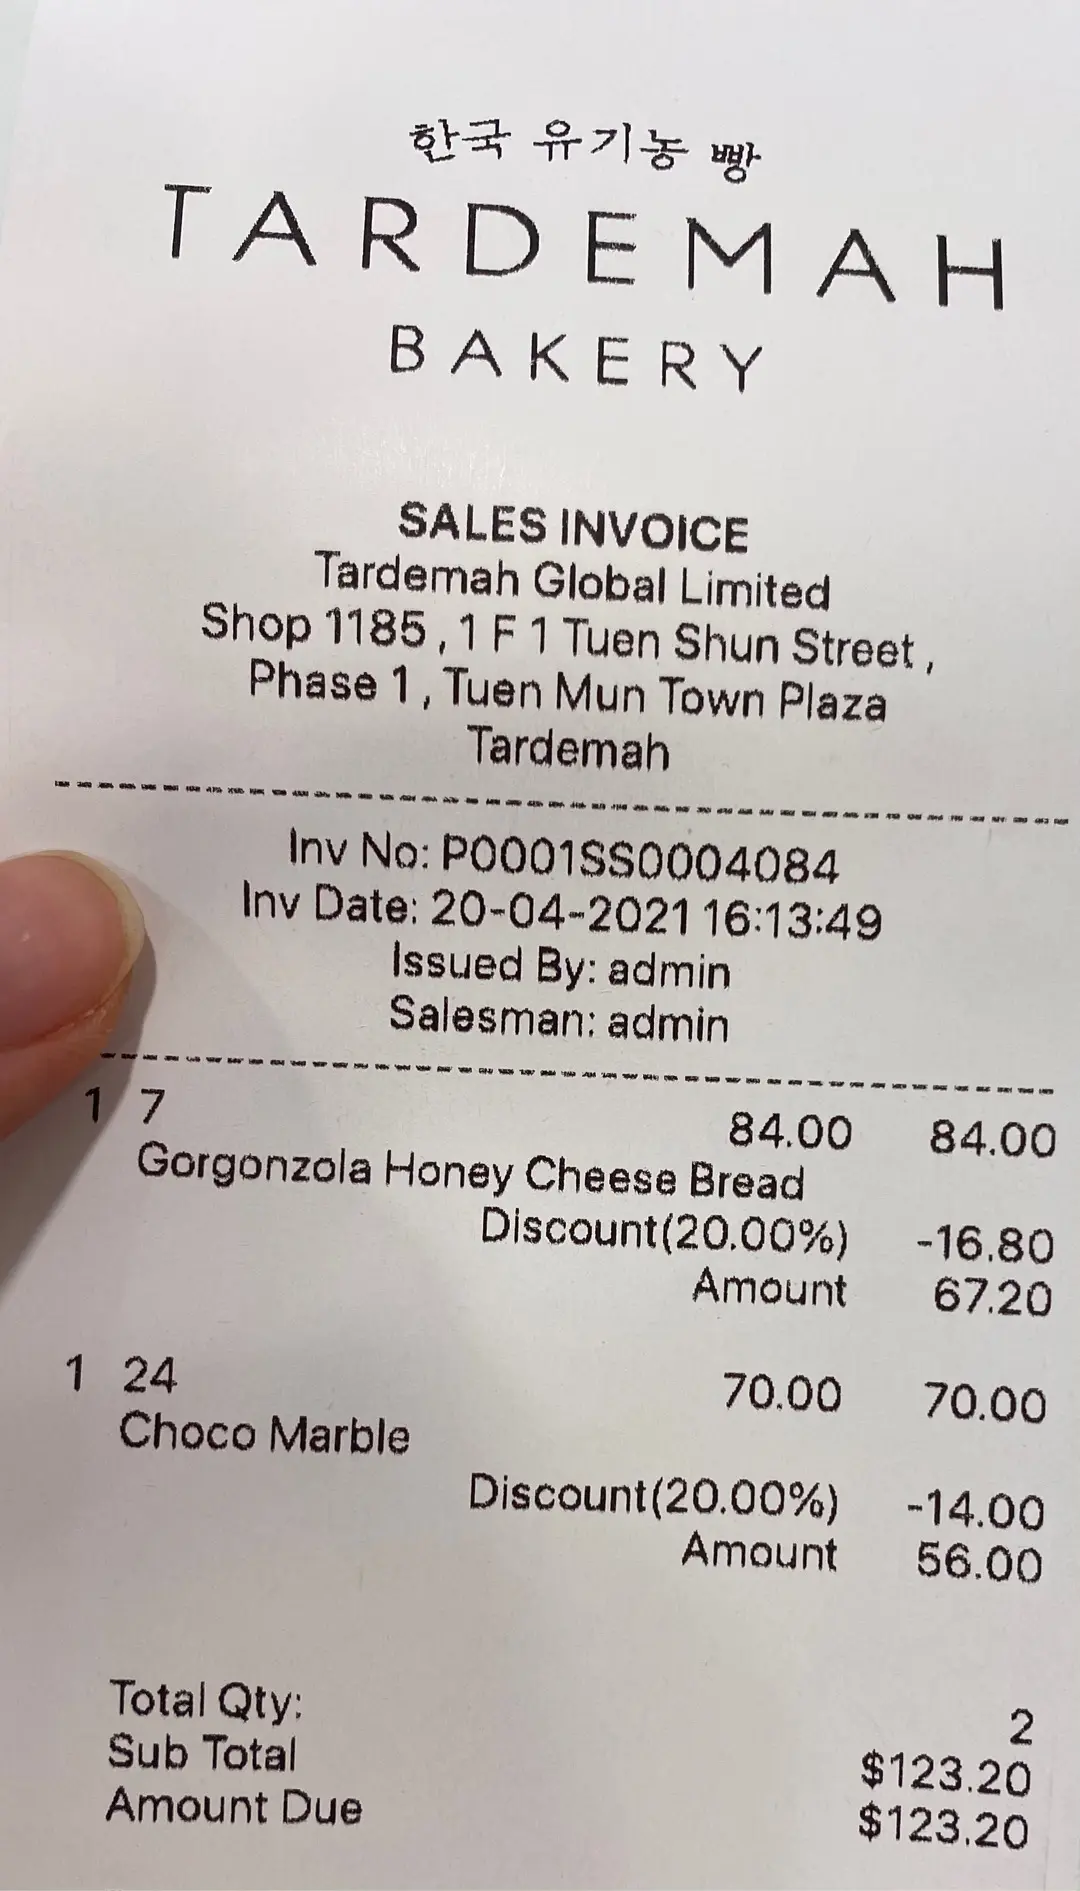 한국 유기농 빵
TARDEMAH
BAKERY
SALES INVOICE
Tardemah Global Limited
Shop 1185 , 1 F 1 Tuen Shun Street ,
Phase 1 , Tuen Mun Town Plaza
Tardemah
Inv No: P0001SS0004084
Inv Date: 20-04-2021 16:13:49
Issued By: admin
Salesman: admin
1 7 84.00 84.00
Gorgonzola Honey Cheese Bread
Discount(20.00%) -16.80
Amount 67.20
1 24 70.00 70.00
Choco Marble
Discount(20.00%) -14.00
Amount 56.00
Total Qty: 2
Sub Total $123.20
Amount Due $123.20